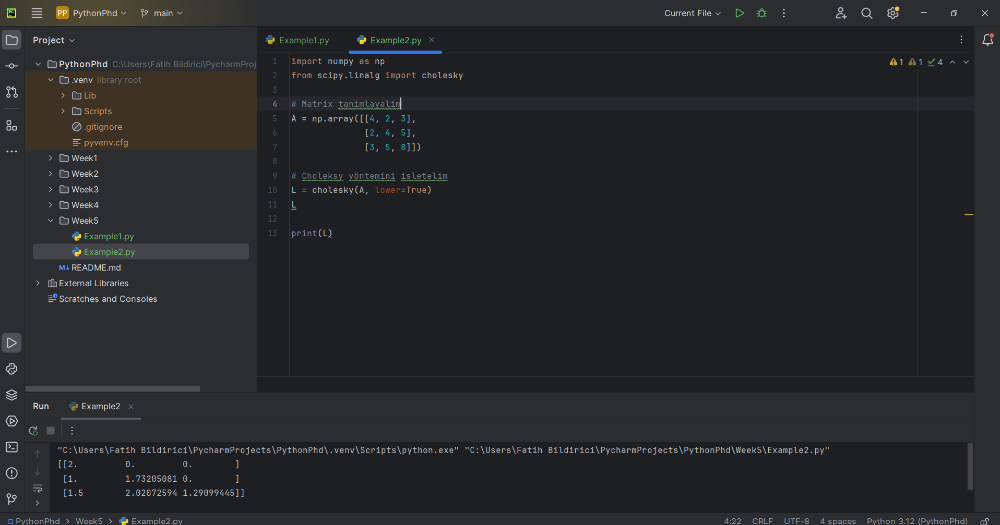 PC
PP PythonPhd main Current File
Project
PythonPhd C:\Users\Fatih Bildirici\PycharmProj
.venv library root
Lib
Scripts
.gitignore
pyvenv.cfg
Week1
Week2
Week3
Week4
Week5
Example1.py
Example2.py
M↓ README.md
External Libraries
Scratches and Consoles
Example1.py Example2.py
1 1 4
1 import numpy as np
2 from scipy.linalg import cholesky
3
4 # Matrix tanimlayalim
5 A = np.array([[4, 2, 3],
6 [2, 4, 5],
7 [3, 5, 8]])
8
9 # Choleksy yöntemini isletelim
10 L = cholesky(A, lower=True)
11 L
12
13 print(L)
Run Example2
"C:\Users\Fatih Bildirici\PycharmProjects\PythonPhd\.venv\Scripts\python.exe" "C:\Users\Fatih Bildirici\PycharmProjects\PythonPhd\Week5\Example2.py"
[[2. 0. 0. ]
[1. 1.73205081 0. ]
[1.5 2.02072594 1.29099445]]
PythonPhd > Week5 > Example2.py 4:22 CRLF UTF-8 4 spaces Python 3.12 (PythonPhd)